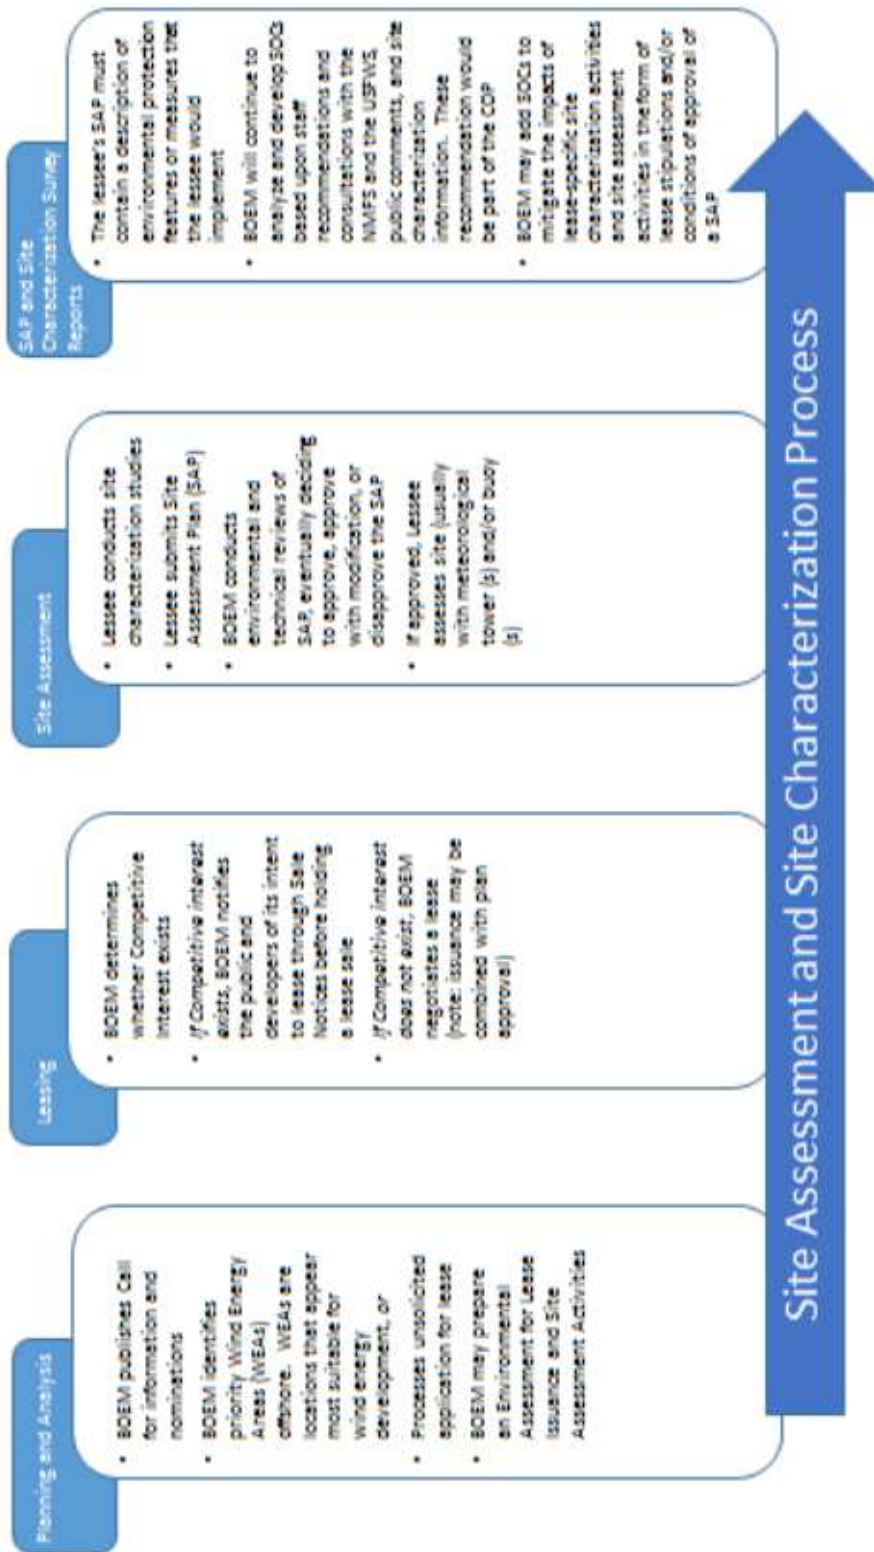 Planning and Analysis
• BOEM publishes Call
for information and
nominations
• BOEM identifies
priority Wind Energy
Areas (WEAs)
offshore. WEAs are
locations that appear
most suitable for
wind energy
development, or
• Processes unsolicited
application for lease
• BOEM may prepare
an Environmental
Assessment for Lease
Issuance and Site
Assessment Activities
Leasing
• BOEM determines
whether Competitive
Interest exists
• If Competitive interest
exists, BOEM notifies
the public and
developers of its intent
to lease through Sale
Notices before holding
a lease sale
• If Competitive interest
does not exist, BOEM
negotiates a lease
(note: issuance may be
combined with plan
approval)
Site Assessment
• Lessee conducts site
characterization studies
• Lessee submits Site
Assessment Plan (SAP)
• BOEM conducts
environmental and
technical reviews of
SAP, eventually deciding
to approve, approve
with modification, or
disapprove the SAP
• If approved, Lessee
assesses site (usually
with meteorological
tower (s) and/or buoy
(s)
SAP and Site
Characterization Survey
Reports
• The lessee's SAP must
contain a description of
environmental protection
features or measures that
the lessee would
implement
• BOEM will continue to
analyze and develop SOCs
based upon staff
recommendations and
consultations with the
NMFS and the USFWS,
public comments, and site
characterization
information. These
recommendation would
be part of the COP
• BOEM may add SOCs to
mitigate the impacts of
lease-specific site
characterization activities
and site assessment
activities in the form of
lease stipulations and/or
conditions of approval of
a SAP
Site Assessment and Site Characterization Process